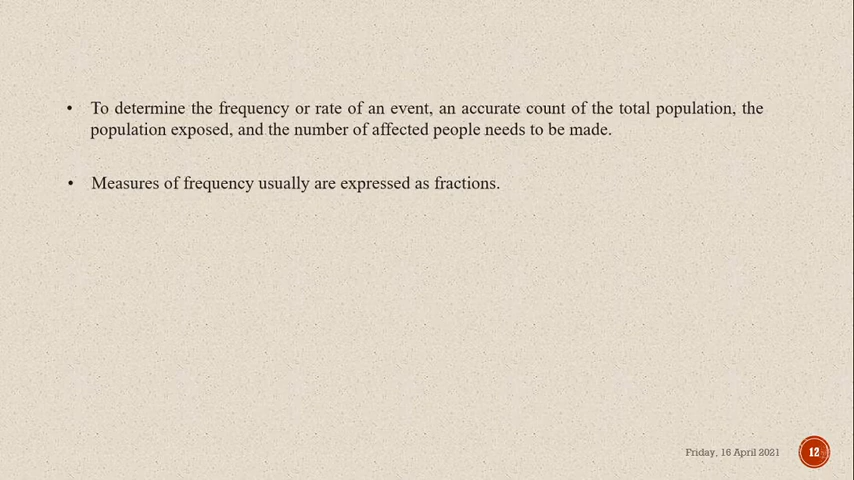 • To determine the frequency or rate of an event, an accurate count of the total population, the
population exposed, and the number of affected people needs to be made.
• Measures of frequency usually are expressed as fractions.
Friday, 16 April 2021
12